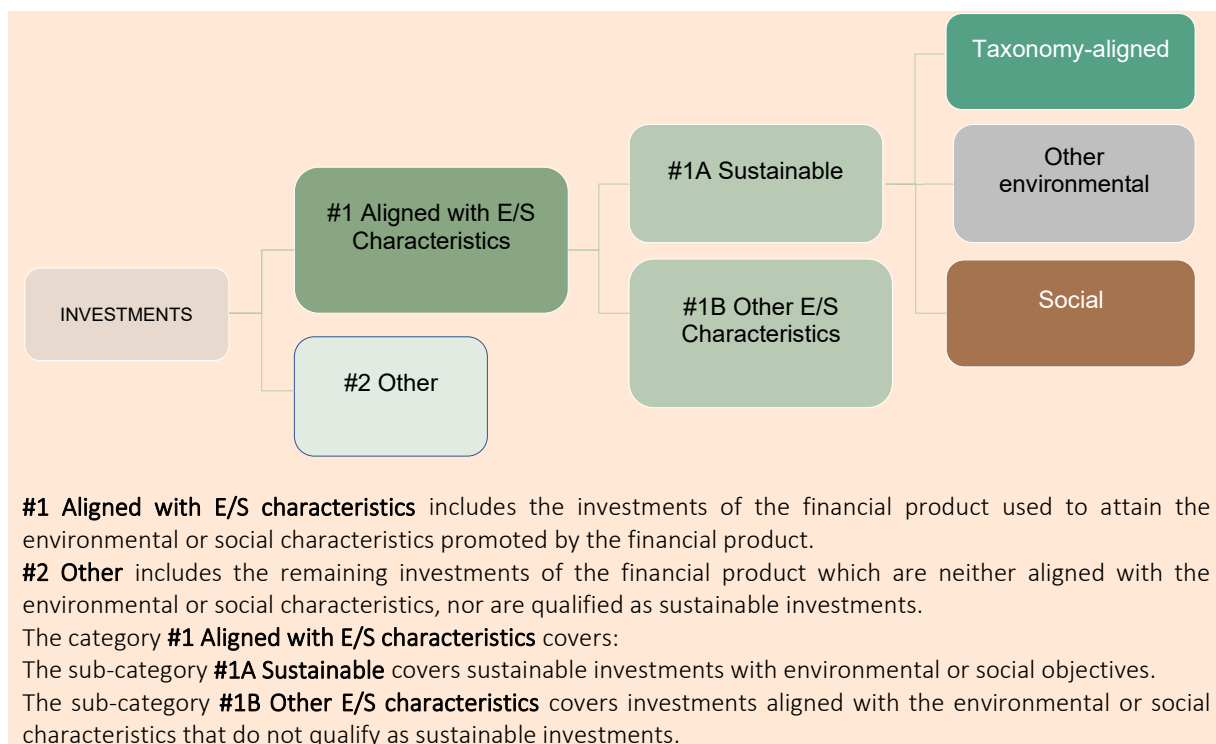 Taxonomy-aligned
#1A Sustainable
Other
environmental
#1 Aligned with E/S
Characteristics
INVESTMENTS
#1B Other E/S
Characteristics
Social
#2 Other
#1 Aligned with E/S characteristics includes the investments of the financial product used to attain the
environmental or social characteristics promoted by the financial product.
#2 Other includes the remaining investments of the financial product which are neither aligned with the
environmental or social characteristics, nor are qualified as sustainable investments.
The category #1 Aligned with E/S characteristics covers:
The sub-category #1A Sustainable covers sustainable investments with environmental or social objectives.
The sub-category #1B Other E/S characteristics covers investments aligned with the environmental or social
characteristics that do not qualify as sustainable investments.